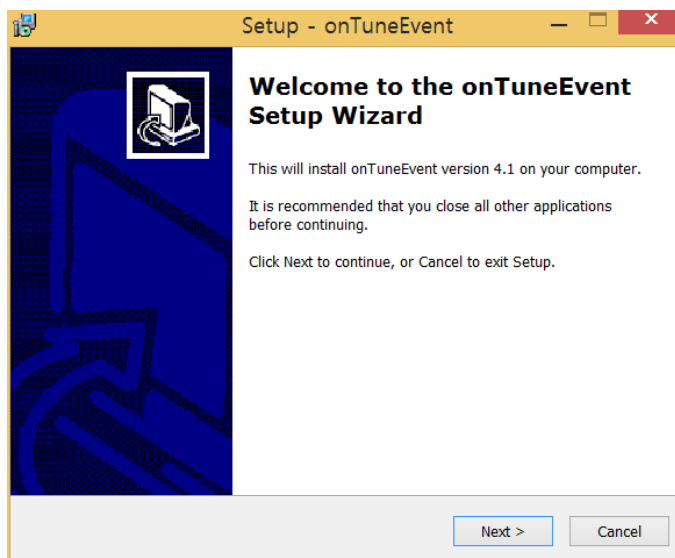 Setup - onTuneEvent
Welcome to the onTuneEvent
Setup Wizard
This will install onTuneEvent version 4.1 on your computer.
It is recommended that you close all other applications
before continuing.
Click Next to continue, or Cancel to exit Setup.
Next >
Cancel